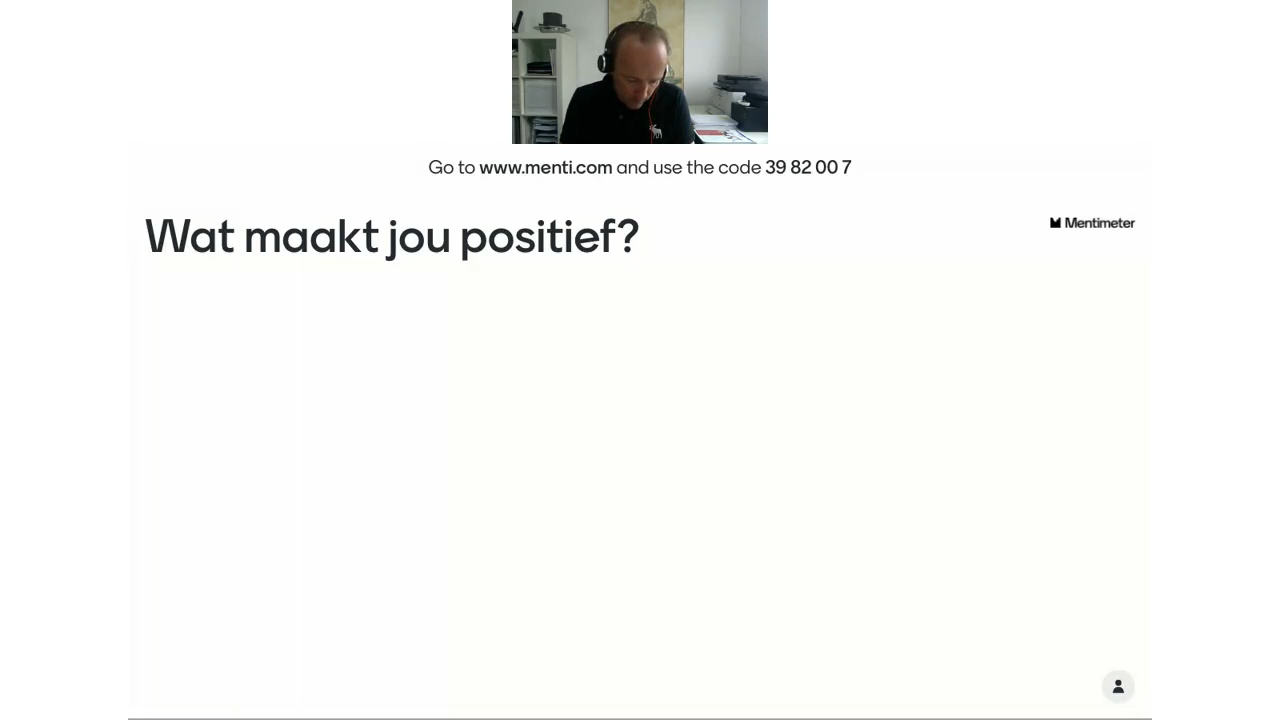 Go to www.menti.com and use the code 39 82 00 7
Wat maakt jou positief?
Mentimeter